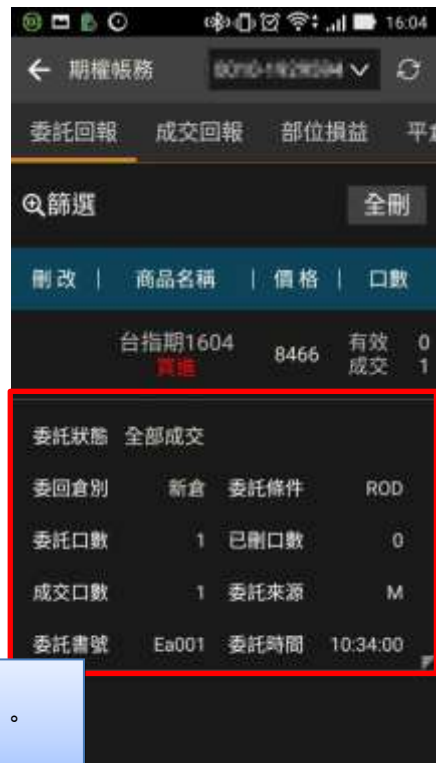 16:04
期權帳務
委託回報 成交回報 部位損益 平
篩選 全刪
刪改 | 商品名稱 | 價格 | 口數
台指期1604 8466 有效 0
買進 成交 1
委託狀態 全部成交
委回倉別 新倉 委託條件 ROD
委託口數 1 已刪口數 0
成交口數 1 委託來源 M
委託書號 Ea001 委託時間 10:34:00
。